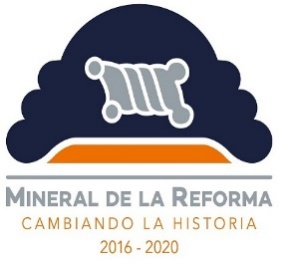 MINERAL DE LA REFORMA
CAMBIANDO LA HISTORIA
2016 - 2020